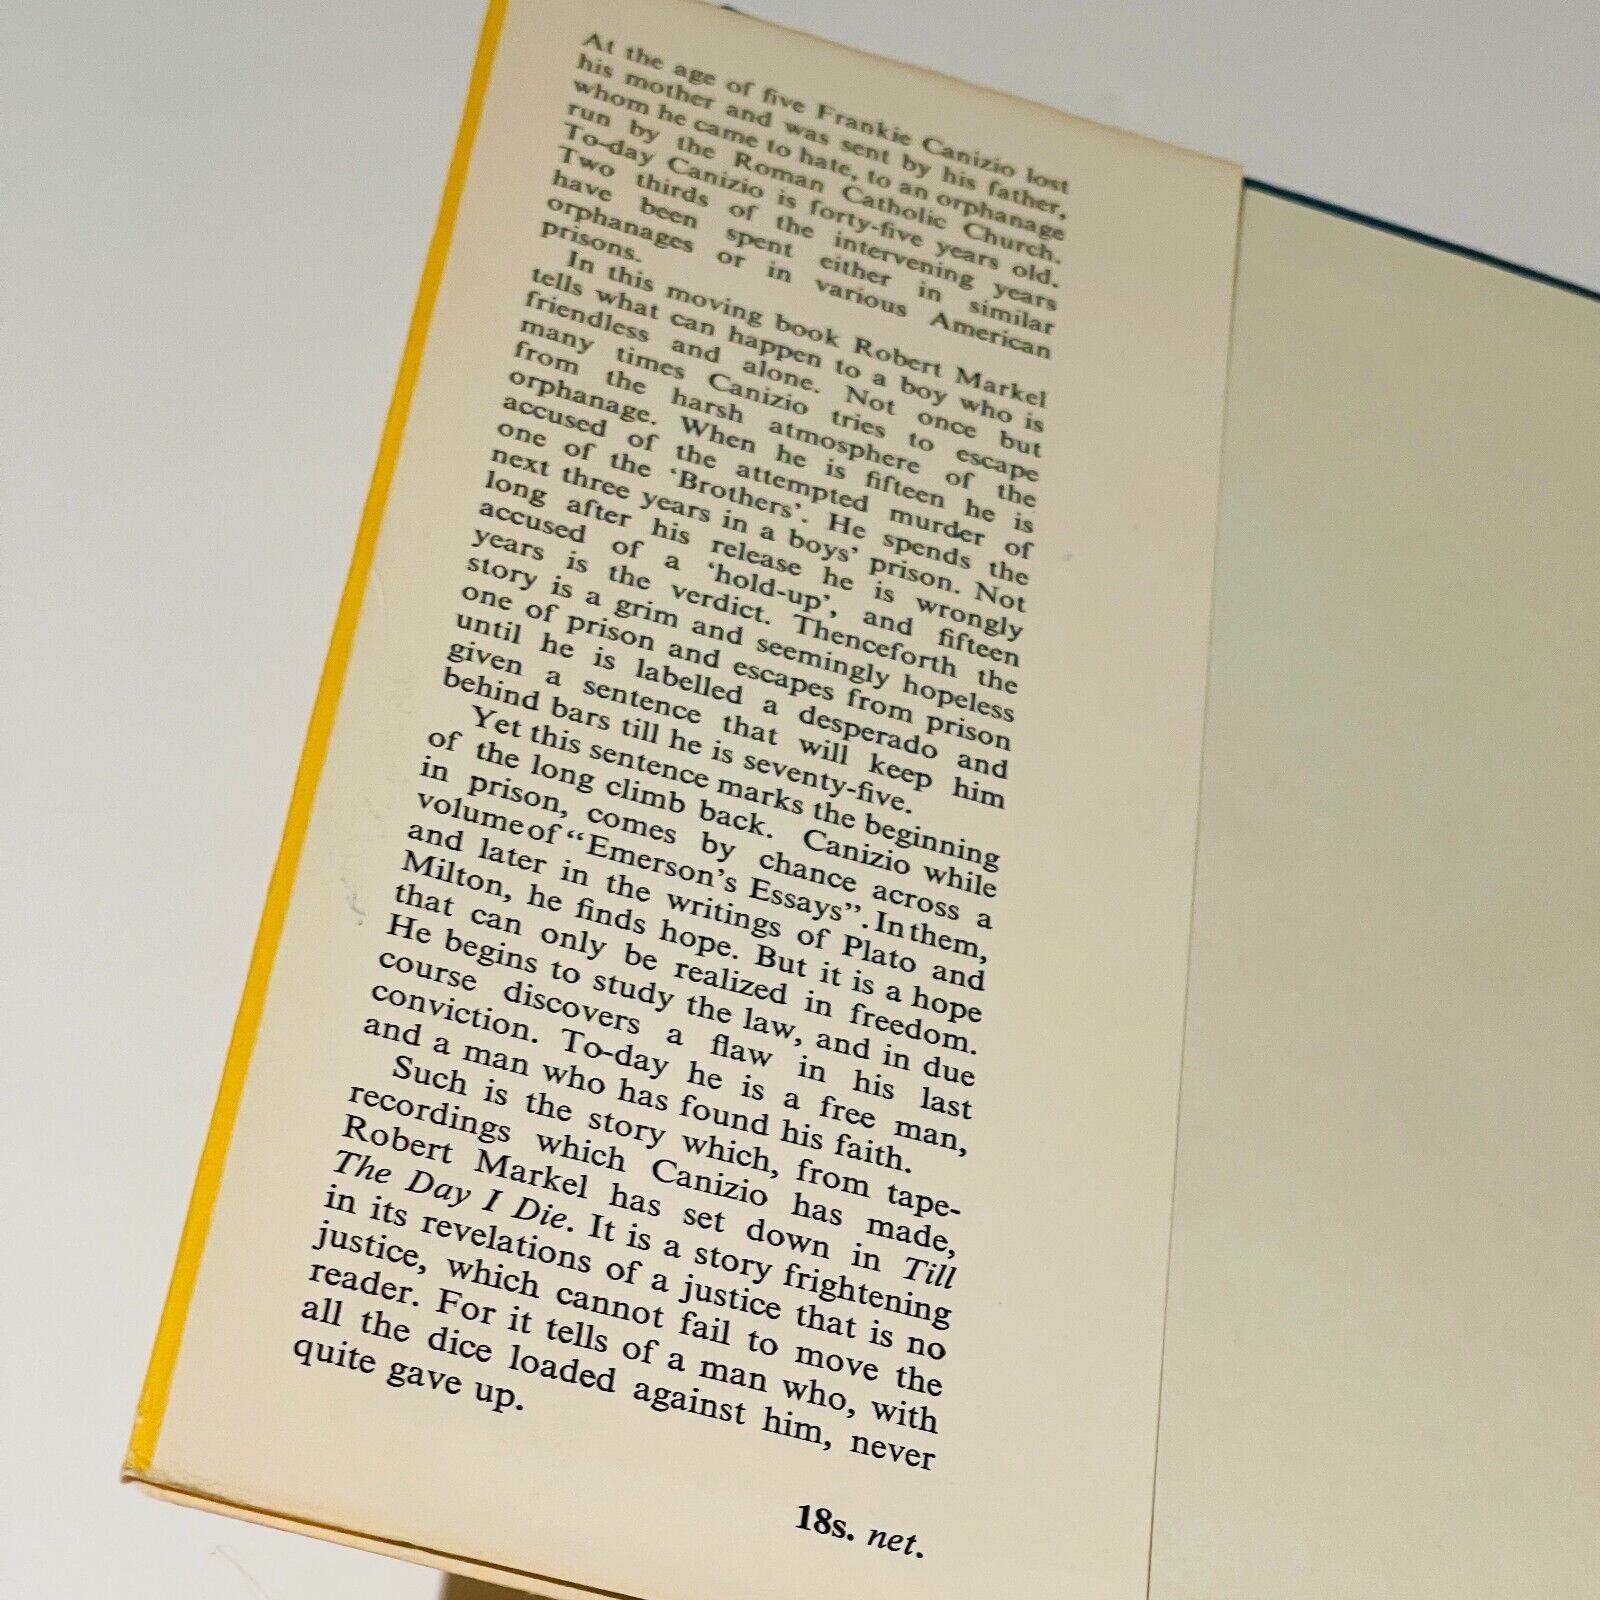 At the age of five Frankie Canizio lost
his mother and was sent by his father,
whom he came to hate, to an orphanage
run by the Roman Catholic Church.
To-day Canizio is forty-five years old.
Two thirds of the intervening years
have been spent either in similar
orphanages or in various American
prisons.
In this moving book Robert Markel
tells what can happen to a boy who is
friendless and alone. Not once but
many times Canizio tries to escape
from the harsh atmosphere of the
orphanage. When he is fifteen he is
accused of the attempted murder of
one of the 'Brothers'. He spends the
next three years in a boys' prison. Not
long after his release he is wrongly
accused of a 'hold-up', and fifteen
years is the verdict. Thenceforth the
story is a grim and seemingly hopeless
one of prison and escapes from prison
until he is labelled a desperado and
given a sentence that will keep him
behind bars till he is seventy-five.
Yet this sentence marks the beginning
of the long climb back. Canizio while
in prison, comes by chance across a
volume of "Emerson's Essays". In them,
and later in the writings of Plato and
Milton, he finds hope. But it is a hope
that can only be realized in freedom.
He begins to study the law, and in due
course discovers a flaw in his last
conviction. To-day he is a free man,
and a man who has found his faith.
Such is the story which, from tape-
recordings which Canizio has made,
Robert Markel has set down in Till
The Day I Die. It is a story frightening
in its revelations of a justice that is no
justice, which cannot fail to move the
reader. For it tells of a man who, with
all the dice loaded against him, never
quite gave up.
18s. net.